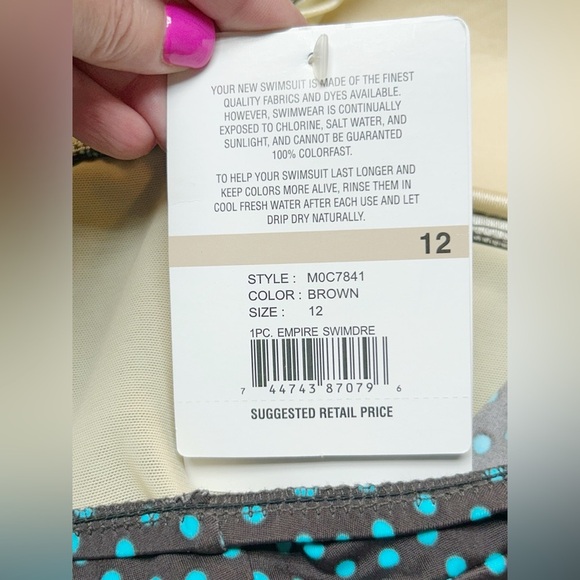 YOUR NEW SWIMSUIT IS MADE OF THE FINEST
QUALITY FABRICS AND DYES AVAILABLE.
HOWEVER, SWIMWEAR IS CONTINUALLY
EXPOSED TO CHLORINE, SALT WATER, AND
SUNLIGHT, AND CANNOT BE GUARANTEED
100% COLORFAST.
TO HELP YOUR SWIMSUIT LAST LONGER AND
KEEP COLORS MORE ALIVE, RINSE THEM IN
COOL FRESH WATER AFTER EACH USE AND LET
DRIP DRY NATURALLY.
12
STYLE : M0C7841
COLOR : BROWN
SIZE : 12
1PC. EMPIRE SWIMDRE
7 44743 87079 6
SUGGESTED RETAIL PRICE